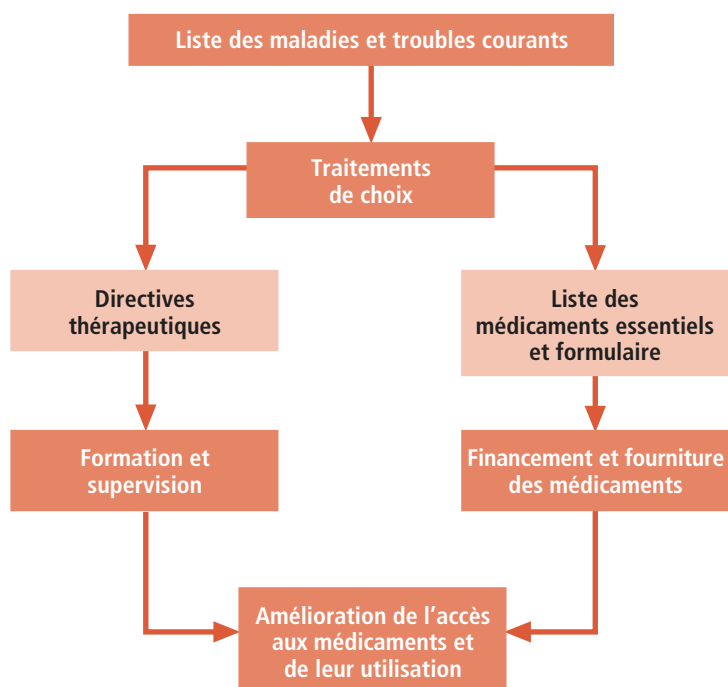 Liste des maladies et troubles courants
Traitements
de choix
Directives
thérapeutiques
Liste des
médicaments essentiels
et formulaire
Formation et
supervision
Financement et fourniture
des médicaments
Amélioration de l’accès
aux médicaments et
de leur utilisation